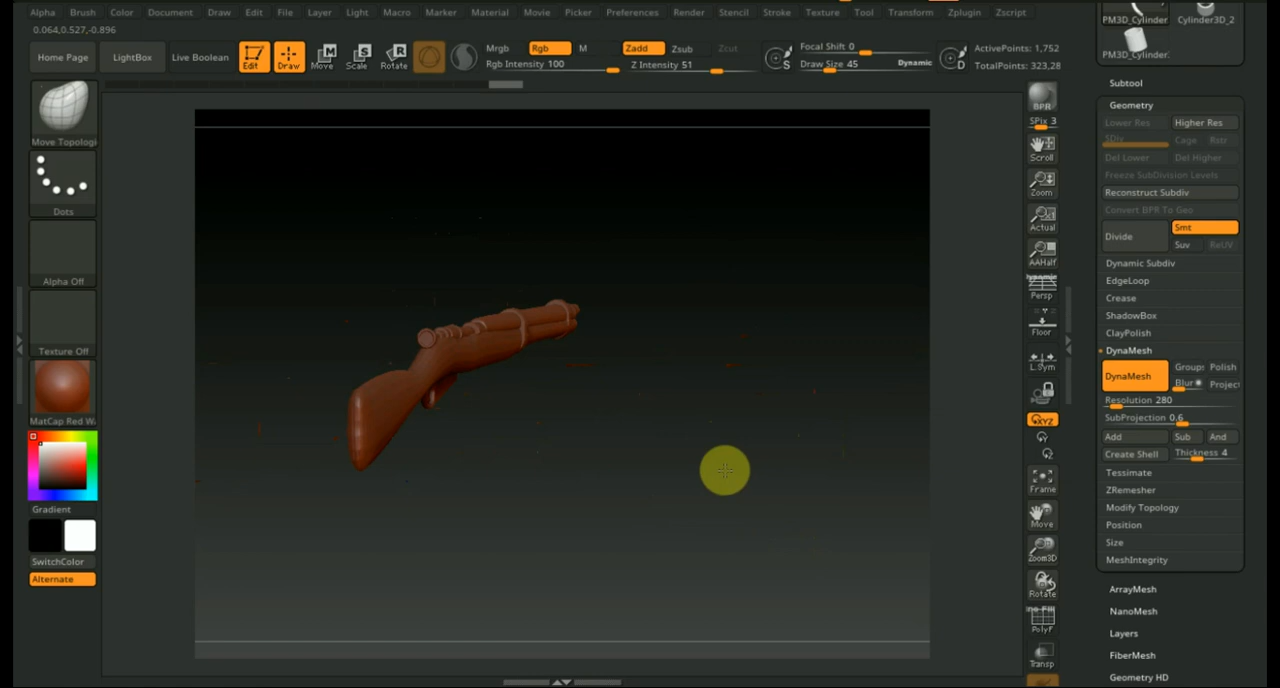 Alpha Brush Color Document Draw Edit File Layer Light Macro Marker Material Movie Picker Preferences Render Stencil Stroke Texture Tool Transform Zplugin Zscript
0.064,0.527,-0.896
Home Page
LightBox
Live Boolean
Edit
Draw
Move
Scale
Rotate
Mrgb Rgb M
Rgb Intensity 100
Zadd Zsub Zcut
Z Intensity 51
S
Focal Shift 0
Draw Size 45 Dynamic
D
ActivePoints: 1,752
TotalPoints: 323,28
Move Topologi
Dots
Alpha Off
Texture Off
MatCap Red W
Gradient
SwitchColor
Alternate
BPR
SPix 3
Scroll
Zoom
Actual
AAHalf
Dynamic
Persp
Floor
L.Sym
XYZ
Frame
Move
Zoom3D
Rotate
Line Fill
PolyF
Transp
PM3D_Cylinder Cylinder3D_2
PM3D_Cylinder
Subtool
Geometry
Lower Res Higher Res
SDiv Cage Rstr
Del Lower Del Higher
Freeze SubDivision Levels
Reconstruct Subdiv
Convert BPR To Geo
Divide Smt
Suv ReUV
Dynamic Subdiv
EdgeLoop
Crease
ShadowBox
ClayPolish
DynaMesh
DynaMesh Groups Polish
Blur Project
Resolution 280
SubProjection 0.6
Add Sub And
Create Shell Thickness 4
Tessimate
ZRemesher
Modify Topology
Position
Size
MeshIntegrity
ArrayMesh
NanoMesh
Layers
FiberMesh
Geometry HD